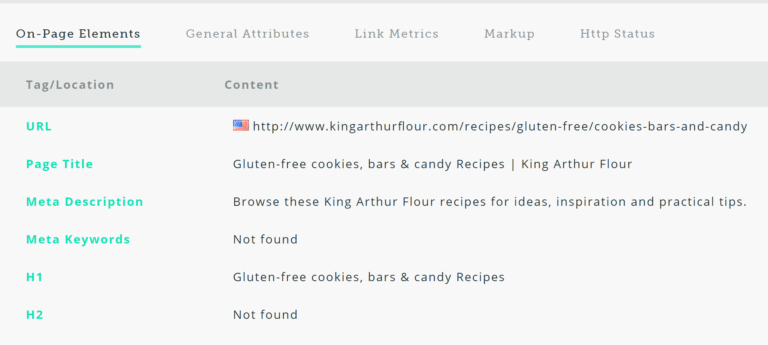 On-Page Elements General Attributes Link Metrics Markup Http Status
Tag/Location Content
URL http://www.kingarthurflour.com/recipes/gluten-free/cookies-bars-and-candy
Page Title Gluten-free cookies, bars & candy Recipes | King Arthur Flour
Meta Description Browse these King Arthur Flour recipes for ideas, inspiration and practical tips.
Meta Keywords Not found
H1 Gluten-free cookies, bars & candy Recipes
H2 Not found